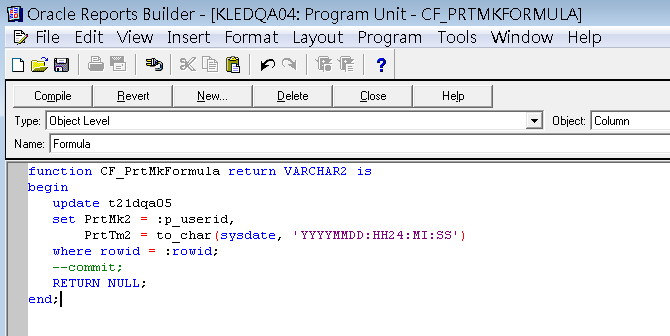 Oracle Reports Builder - [KLEDQA04: Program Unit - CF_PRTMKFORMULA]
File Edit View Insert Format Layout Program Tools Window Help
Compile Revert New... Delete Close Help
Type: Object Level Object: Column
Name: Formula
function CF_PrtMkFormula return VARCHAR2 is
begin
update t21dqa05
set PrtMk2 = :p_userid,
PrtTm2 = to_char(sysdate, 'YYYYMMDD:HH24:MI:SS')
where rowid = :rowid;
--commit;
RETURN NULL;
end;